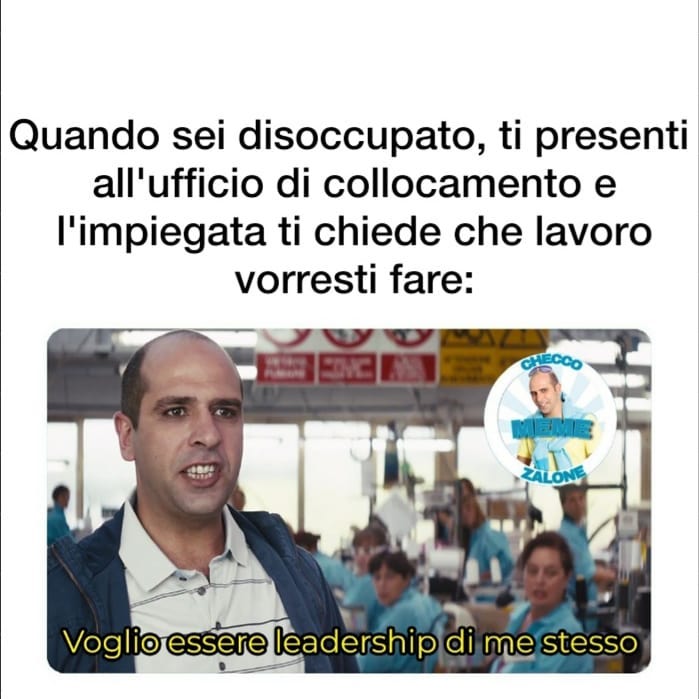 Quando sei disoccupato, ti presenti
all'ufficio di collocamento e
l'impiegata ti chiede che lavoro
vorresti fare:
CHECCO
MEME
ZALONE
Voglio essere leadership di me stesso